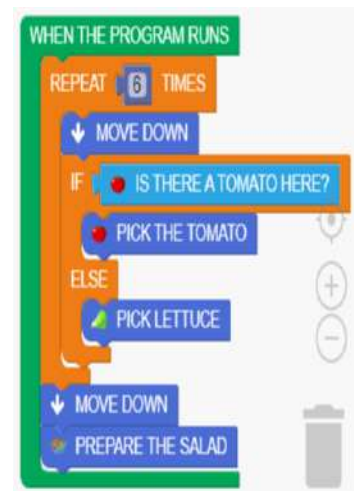 WHEN THE PROGRAM RUNS
REPEAT 6 TIMES
MOVE DOWN
IF IS THERE A TOMATO HERE?
PICK THE TOMATO
ELSE
PICK LETTUCE
MOVE DOWN
PREPARE THE SALAD